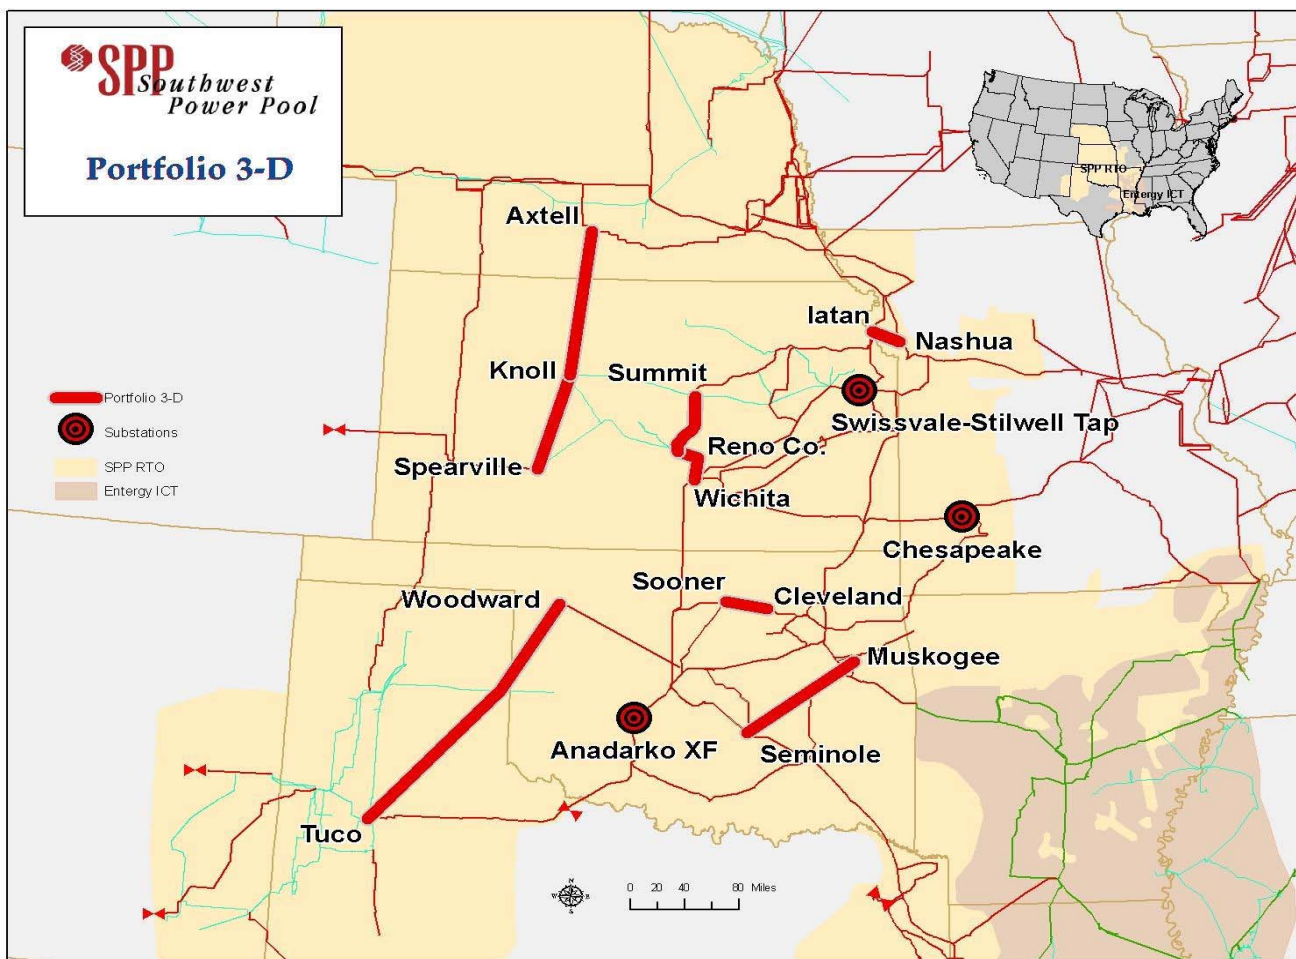 SPP
Southwest
Power Pool
Portfolio 3-D
SPP RTO
Entergy ICT
Axtell
Iatan
Nashua
Knoll
Summit
Portfolio 3-D
Substations
SPP RTO
Entergy ICT
Swissvale-Stilwell Tap
Reno Co.
Spearville
Wichita
Chesapeake
Sooner
Cleveland
Woodward
Muskogee
Anadarko XF
Seminole
Tuco
N
W E
S
0 20 40 80 Miles